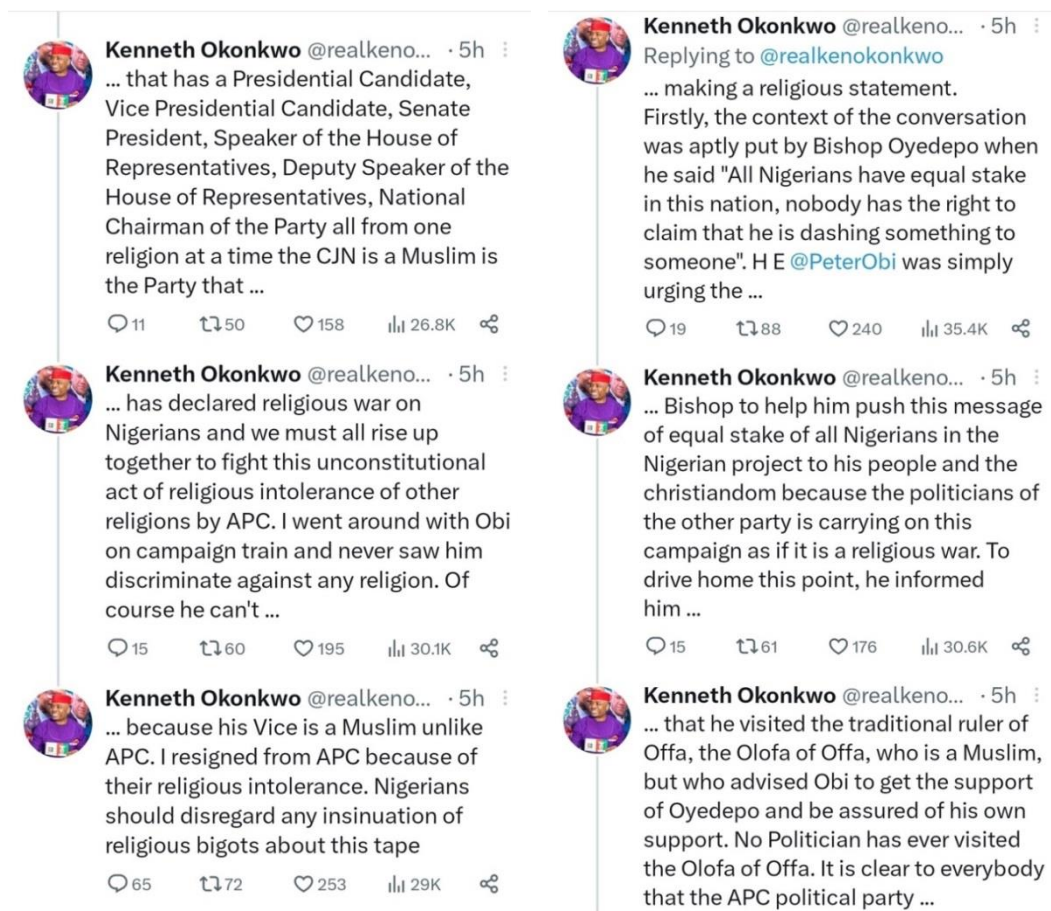 Kenneth Okonkwo @realkeno... · 5h
... that has a Presidential Candidate,
Vice Presidential Candidate, Senate
President, Speaker of the House of
Representatives, Deputy Speaker of the
House of Representatives, National
Chairman of the Party all from one
religion at a time the CJN is a Muslim is
the Party that ...
11 50 158 26.8K
Kenneth Okonkwo @realkeno... · 5h
... has declared religious war on
Nigerians and we must all rise up
together to fight this unconstitutional
act of religious intolerance of other
religions by APC. I went around with Obi
on campaign train and never saw him
discriminate against any religion. Of
course he can't ...
15 60 195 30.1K
Kenneth Okonkwo @realkeno... · 5h
... because his Vice is a Muslim unlike
APC. I resigned from APC because of
their religious intolerance. Nigerians
should disregard any insinuation of
religious bigots about this tape
65 72 253 29K
Kenneth Okonkwo @realkeno... · 5h
Replying to @realkenokonkwo
... making a religious statement.
Firstly, the context of the conversation
was aptly put by Bishop Oyedepo when
he said "All Nigerians have equal stake
in this nation, nobody has the right to
claim that he is dashing something to
someone". H E @PeterObi was simply
urging the ...
19 88 240 35.4K
Kenneth Okonkwo @realkeno... · 5h
... Bishop to help him push this message
of equal stake of all Nigerians in the
Nigerian project to his people and the
christiandom because the politicians of
the other party is carrying on this
campaign as if it is a religious war. To
drive home this point, he informed
him ...
15 61 176 30.6K
Kenneth Okonkwo @realkeno... · 5h
... that he visited the traditional ruler of
Offa, the Olofa of Offa, who is a Muslim,
but who advised Obi to get the support
of Oyedepo and be assured of his own
support. No Politician has ever visited
the Olofa of Offa. It is clear to everybody
that the APC political party ...